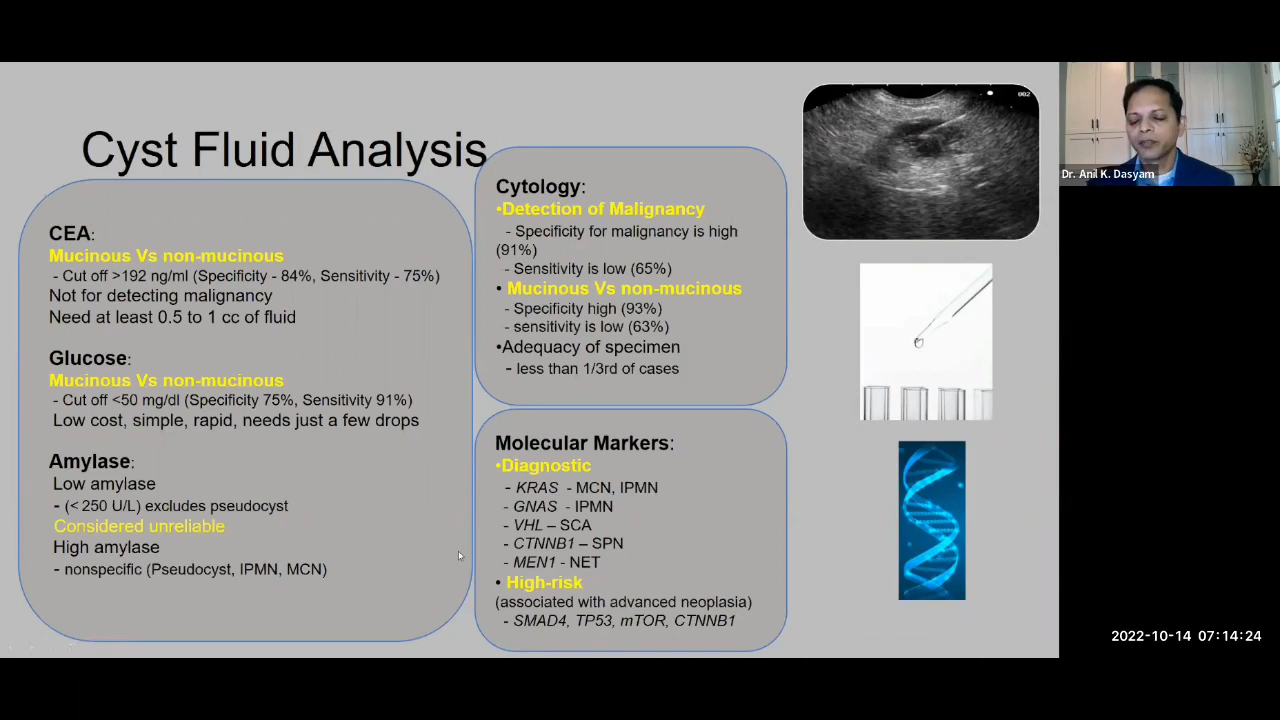 Cyst Fluid Analysis
CEA:
Mucinous Vs non-mucinous
- Cut off >192 ng/ml (Specificity - 84%, Sensitivity - 75%)
Not for detecting malignancy
Need at least 0.5 to 1 cc of fluid
Glucose:
Mucinous Vs non-mucinous
- Cut off <50 mg/dl (Specificity 75%, Sensitivity 91%)
Low cost, simple, rapid, needs just a few drops
Amylase:
Low amylase
- (< 250 U/L) excludes pseudocyst
Considered unreliable
High amylase
- nonspecific (Pseudocyst, IPMN, MCN)
Cytology:
•Detection of Malignancy
- Specificity for malignancy is high
(91%)
- Sensitivity is low (65%)
• Mucinous Vs non-mucinous
- Specificity high (93%)
- sensitivity is low (63%)
•Adequacy of specimen
- less than 1/3rd of cases
Molecular Markers:
•Diagnostic
- KRAS - MCN, IPMN
- GNAS - IPMN
- VHL – SCA
- CTNNB1 – SPN
- MEN1 - NET
• High-risk
(associated with advanced neoplasia)
- SMAD4, TP53, mTOR, CTNNB1
002
Dr. Anil K. Dasyam
2022-10-14 07:14:24